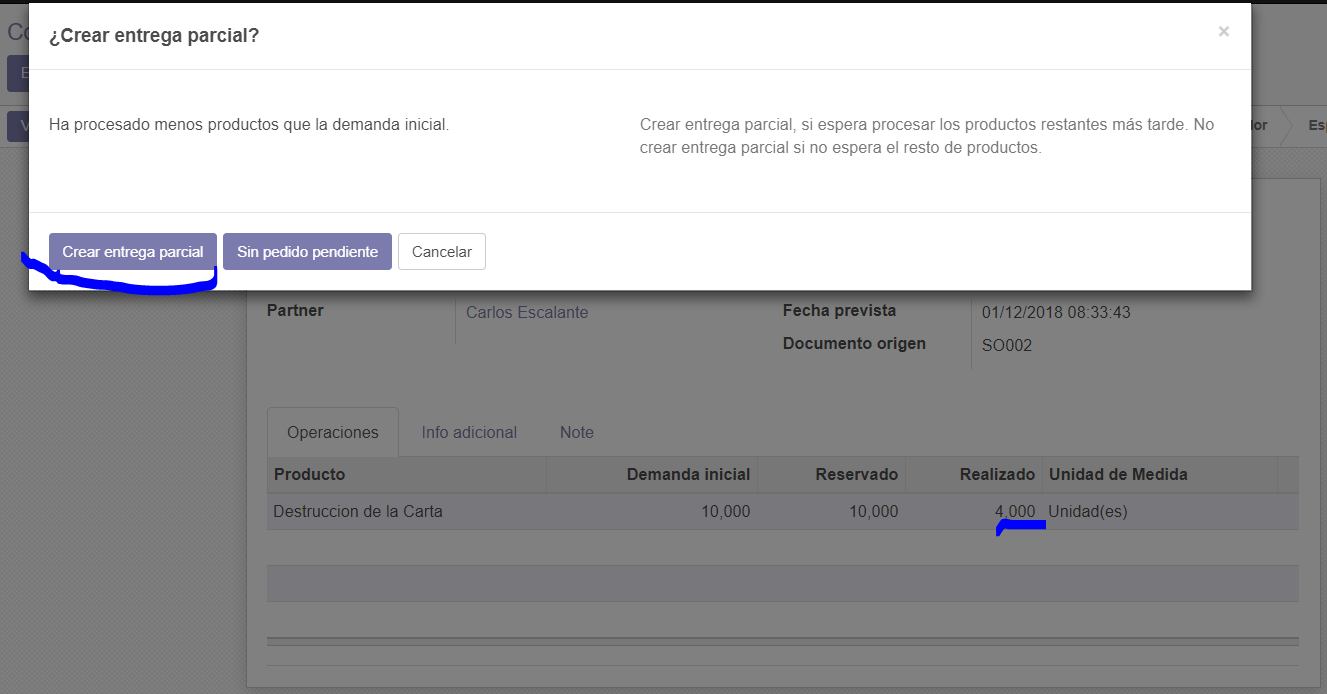 ¿Crear entrega parcial?
×
Ha procesado menos productos que la demanda inicial.
Crear entrega parcial, si espera procesar los productos restantes más tarde. No
crear entrega parcial si no espera el resto de productos.
Crear entrega parcial Sin pedido pendiente Cancelar
Partner Carlos Escalante
Fecha prevista 01/12/2018 08:33:43
Documento origen SO002
Operaciones Info adicional Note
Producto Demanda inicial Reservado Realizado Unidad de Medida
Destruccion de la Carta 10,000 10,000 4,000 Unidad(es)